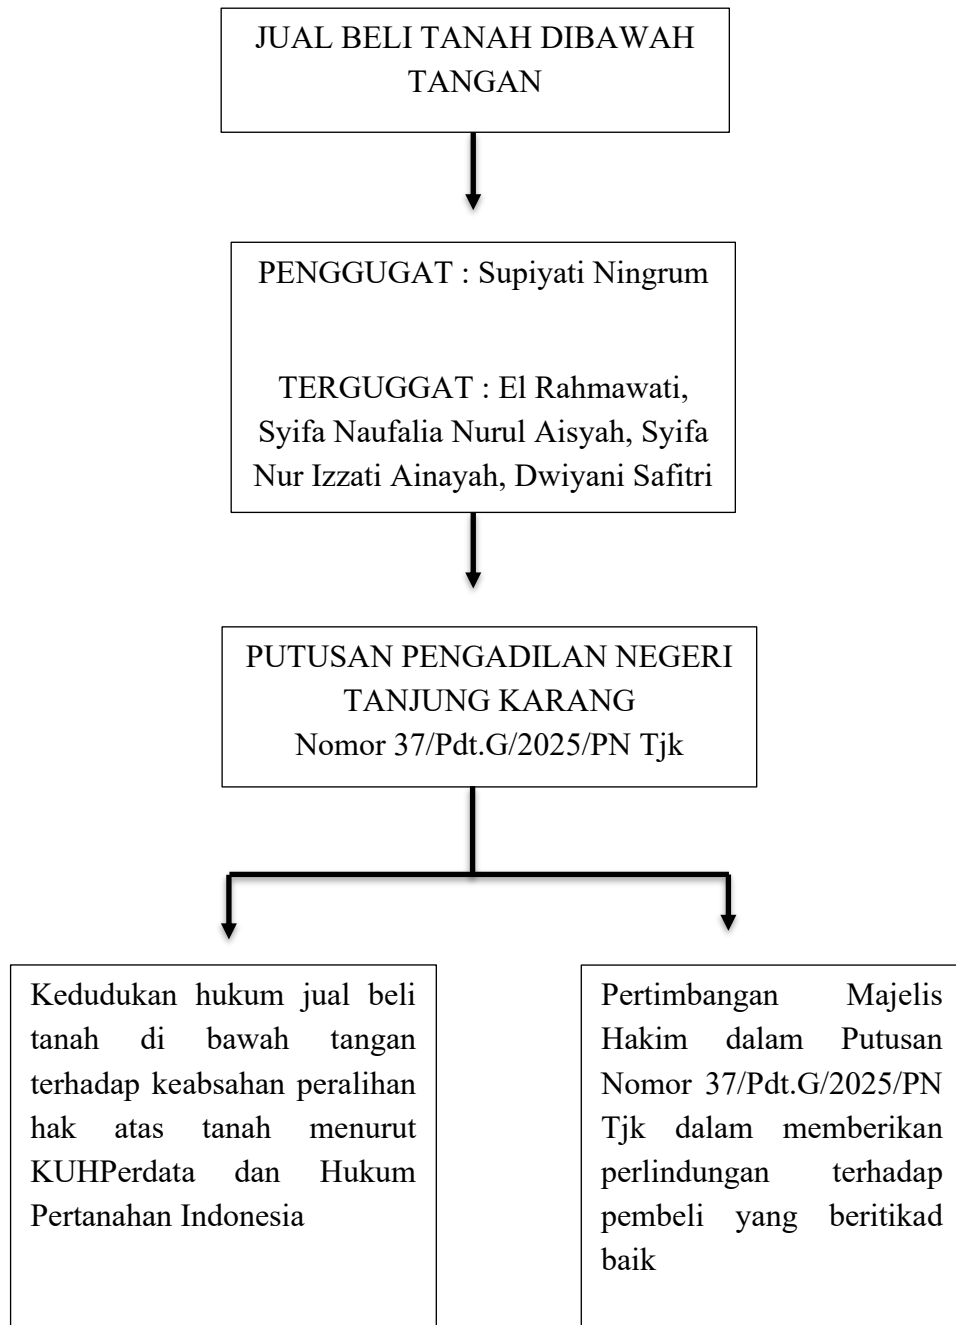 JUAL BELI TANAH DIBAWAH
TANGAN
PENGGUGAT : Supiyati Ningrum
TERGUGGAT : El Rahmawati,
Syifa Naufalia Nurul Aisyah, Syifa
Nur Izzati Ainayah, Dwiyani Safitri
PUTUSAN PENGADILAN NEGERI
TANJUNG KARANG
Nomor 37/Pdt.G/2025/PN Tjk
Kedudukan hukum jual beli
tanah di bawah tangan
terhadap keabsahan peralihan
hak atas tanah menurut
KUHPerdata dan Hukum
Pertanahan Indonesia
Pertimbangan Majelis
Hakim dalam Putusan
Nomor 37/Pdt.G/2025/PN
Tjk dalam memberikan
perlindungan terhadap
pembeli yang beritikad
baik